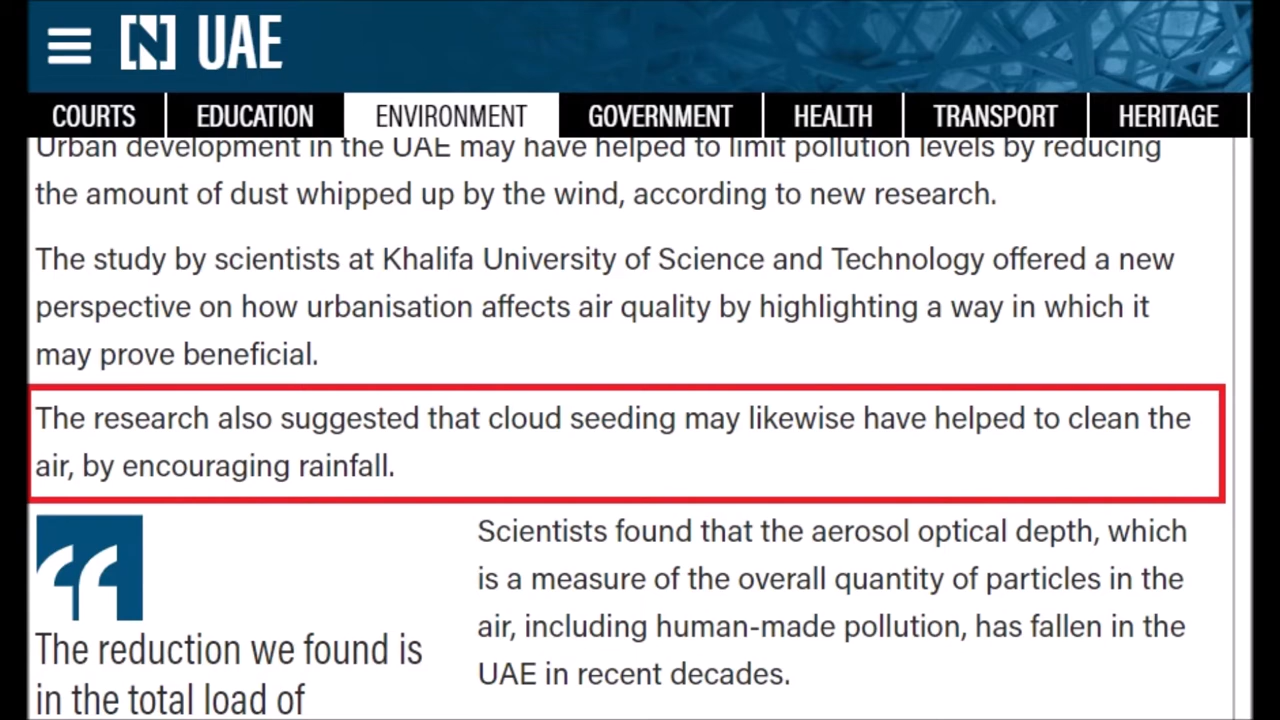 [N] UAE
COURTS
EDUCATION
ENVIRONMENT
GOVERNMENT
HEALTH
TRANSPORT
HERITAGE
Urban development in the UAE may have helped to limit pollution levels by reducing
the amount of dust whipped up by the wind, according to new research.
The study by scientists at Khalifa University of Science and Technology offered a new
perspective on how urbanisation affects air quality by highlighting a way in which it
may prove beneficial.
The research also suggested that cloud seeding may likewise have helped to clean the
air, by encouraging rainfall.
“
The reduction we found is
in the total load of
Scientists found that the aerosol optical depth, which
is a measure of the overall quantity of particles in the
air, including human-made pollution, has fallen in the
UAE in recent decades.